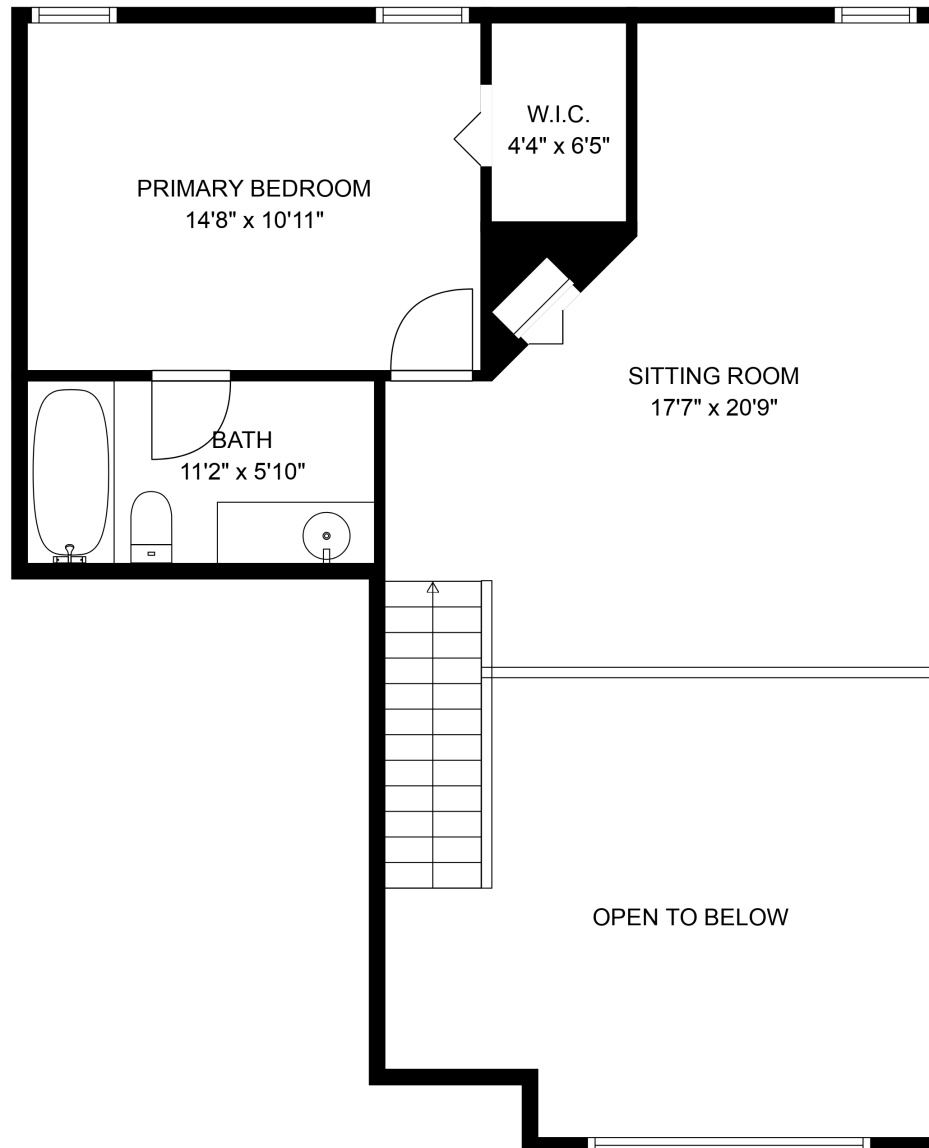 W.I.C.
4'4" x 6'5"
PRIMARY BEDROOM
14'8" x 10'11"
SITTING ROOM
17'7" x 20'9"
BATH
11'2" x 5'10"
OPEN TO BELOW